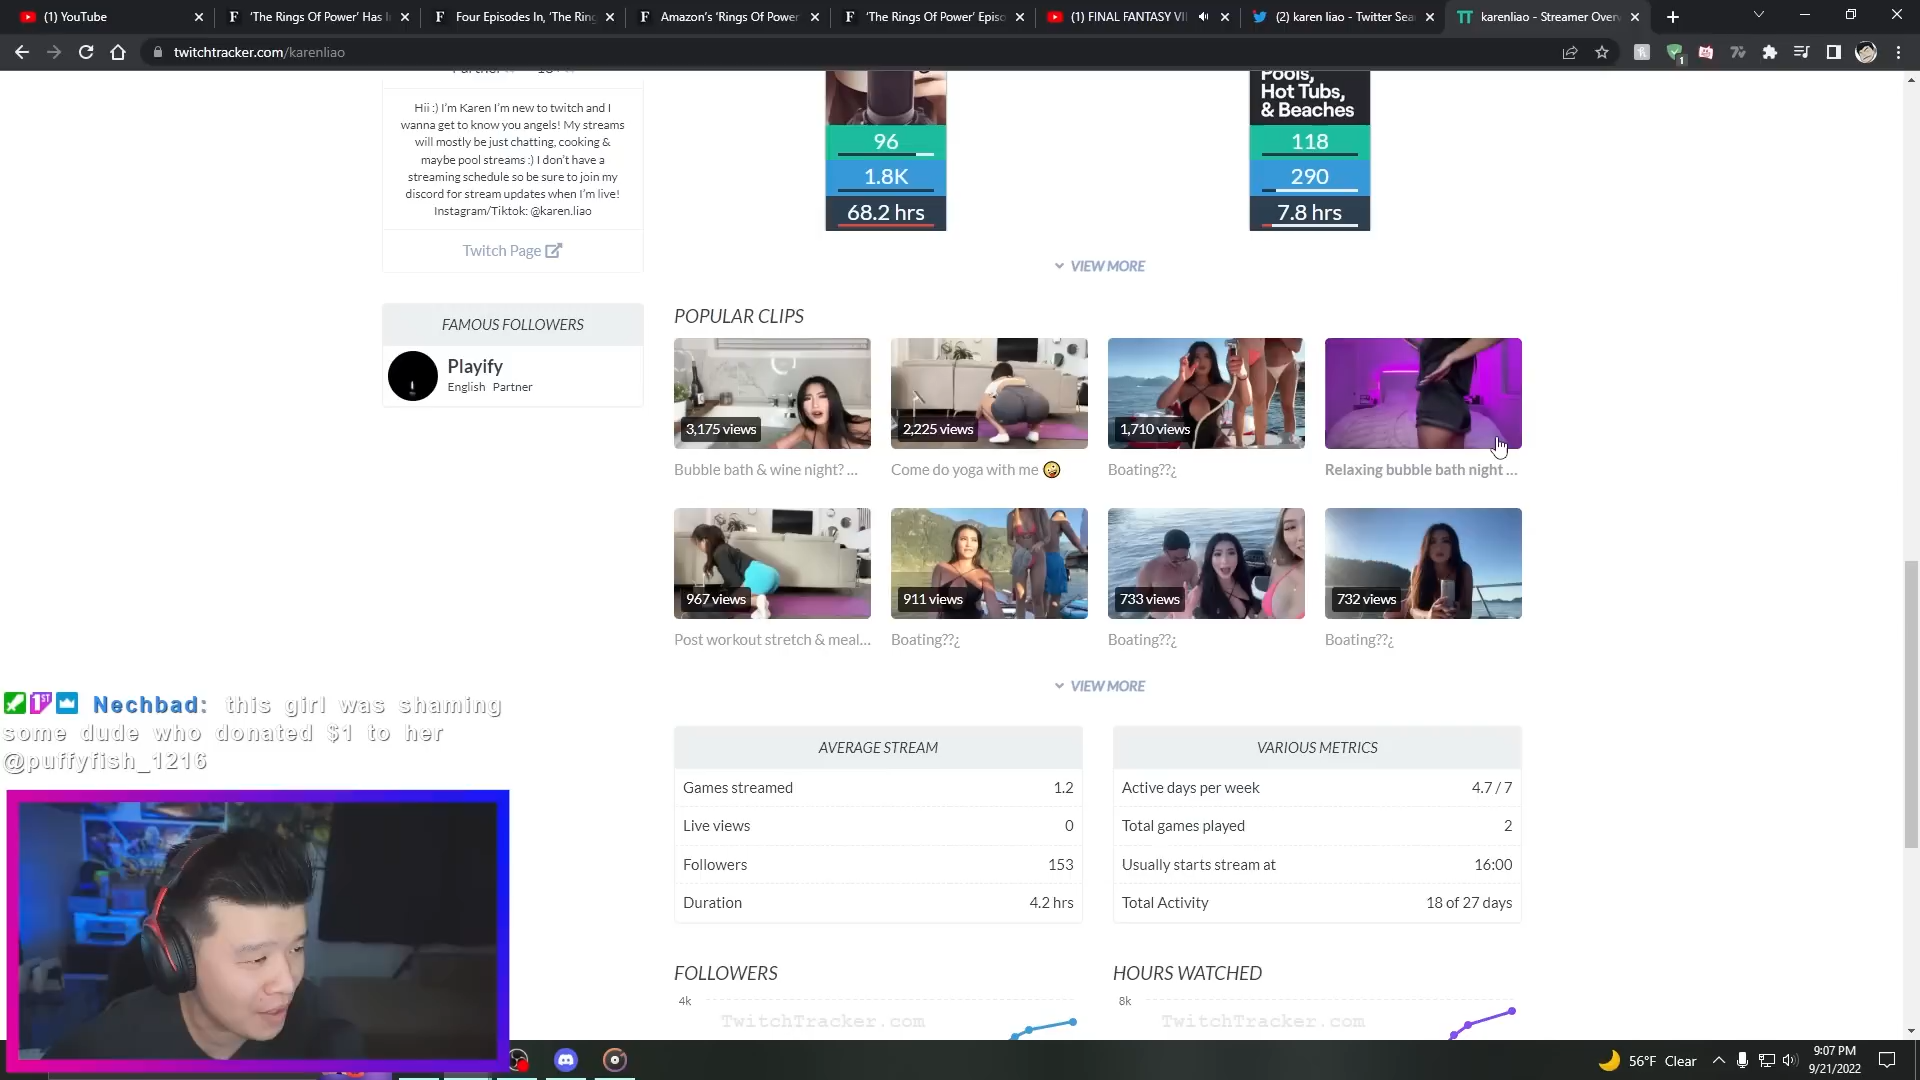 (1) YouTube
'The Rings Of Power' Has I
Four Episodes In, 'The Ring
Amazon's 'Rings Of Power'
'The Rings Of Power' Episo
(1) FINAL FANTASY VII
(2) karen liao - Twitter Sea
karenliao - Streamer Over
twitchtracker.com/karenliao
Hii :) I'm Karen I'm new to twitch and I
wanna get to know you angels! My streams
will mostly be just chatting, cooking &
maybe pool streams :) I don't have a
streaming schedule so be sure to join my
discord for stream updates when I'm live!
Instagram/Tiktok: @karen.liao
Twitch Page
FAMOUS FOLLOWERS
Playify
English Partner
96
1.8K
68.2 hrs
Pools,
Hot Tubs,
& Beaches
118
290
7.8 hrs
VIEW MORE
POPULAR CLIPS
3,175 views
2,225 views
1,710 views
Bubble bath & wine night? ...
Come do yoga with me 🤪
Boating??¿
Relaxing bubble bath night ...
967 views
911 views
733 views
732 views
Post workout stretch & meal...
Boating??¿
Boating??¿
Boating??¿
VIEW MORE
AVERAGE STREAM
Games streamed 1.2
Live views 0
Followers 153
Duration 4.2 hrs
VARIOUS METRICS
Active days per week 4.7 / 7
Total games played 2
Usually starts stream at 16:00
Total Activity 18 of 27 days
FOLLOWERS
4k
TwitchTracker.com
HOURS WATCHED
8k
TwitchTracker.com
1ST Nechbad: this girl was shaming
some dude who donated $1 to her
@puffyfish_1216
56°F Clear
9:07 PM
9/21/2022